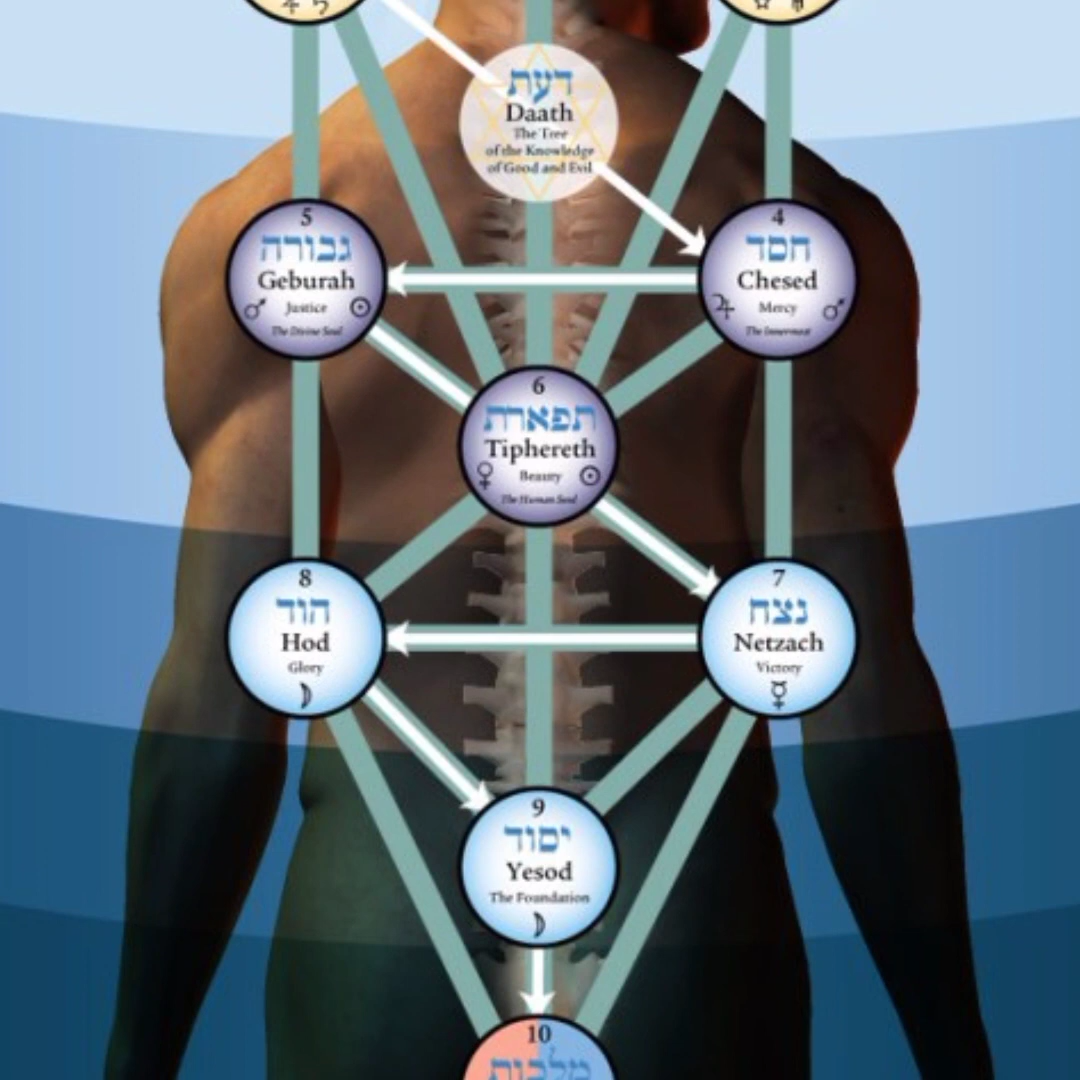 דעת
Daath
The Tree
of the Knowledge
of Good and Evil
5
גבורה
Geburah
Justice
The Divine Soul
4
חסד
Chesed
Mercy
The Innermost
6
תפארת
Tiphereth
Beauty
The Human Soul
8
הוד
Hod
Glory
7
נצח
Netzach
Victory
9
יסוד
Yesod
The Foundation
10
מלכות